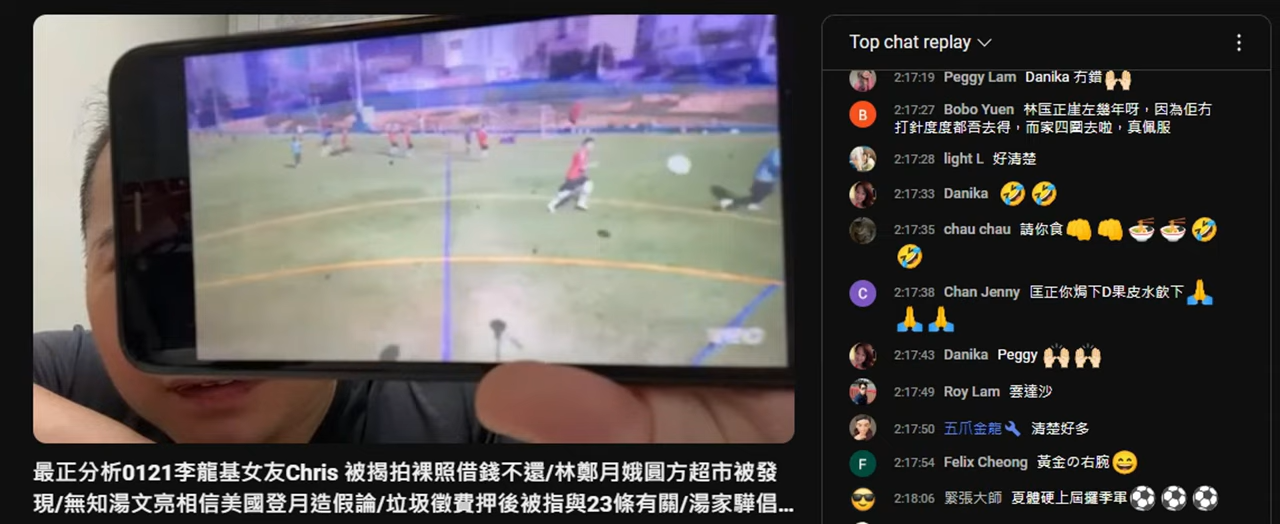 Top chat replay
2:17:19 Peggy Lam Danika 冇錯🙌🏻
2:17:27 Bobo Yuen 林匡正崖左幾年呀，因為佢冇
打針度度都吾去得，而家四圍去啦，真佩服
2:17:28 light L 好清楚
2:17:33 Danika 🤣🤣
2:17:35 chau chau 請你食👊👊🍜🍜🤣
🤣
2:17:38 Chan Jenny 匡正你焗下D果皮水飲下🙏
🙏🙏
2:17:43 Danika Peggy🙌🏻🙌🏻
2:17:49 Roy Lam 雲達沙
2:17:50 五爪金龍🔧 清楚好多
2:17:54 Felix Cheong 黃金の右腕😄
2:18:06 緊張大師 夏體硬上屆攞季軍⚽⚽⚽
最正分析0121李龍基女友Chris 被揭拍裸照借錢不還/林鄭月娥圓方超市被發
現/無知湯文亮相信美國登月造假論/垃圾徵費押後被指與23條有關/湯家驊倡...